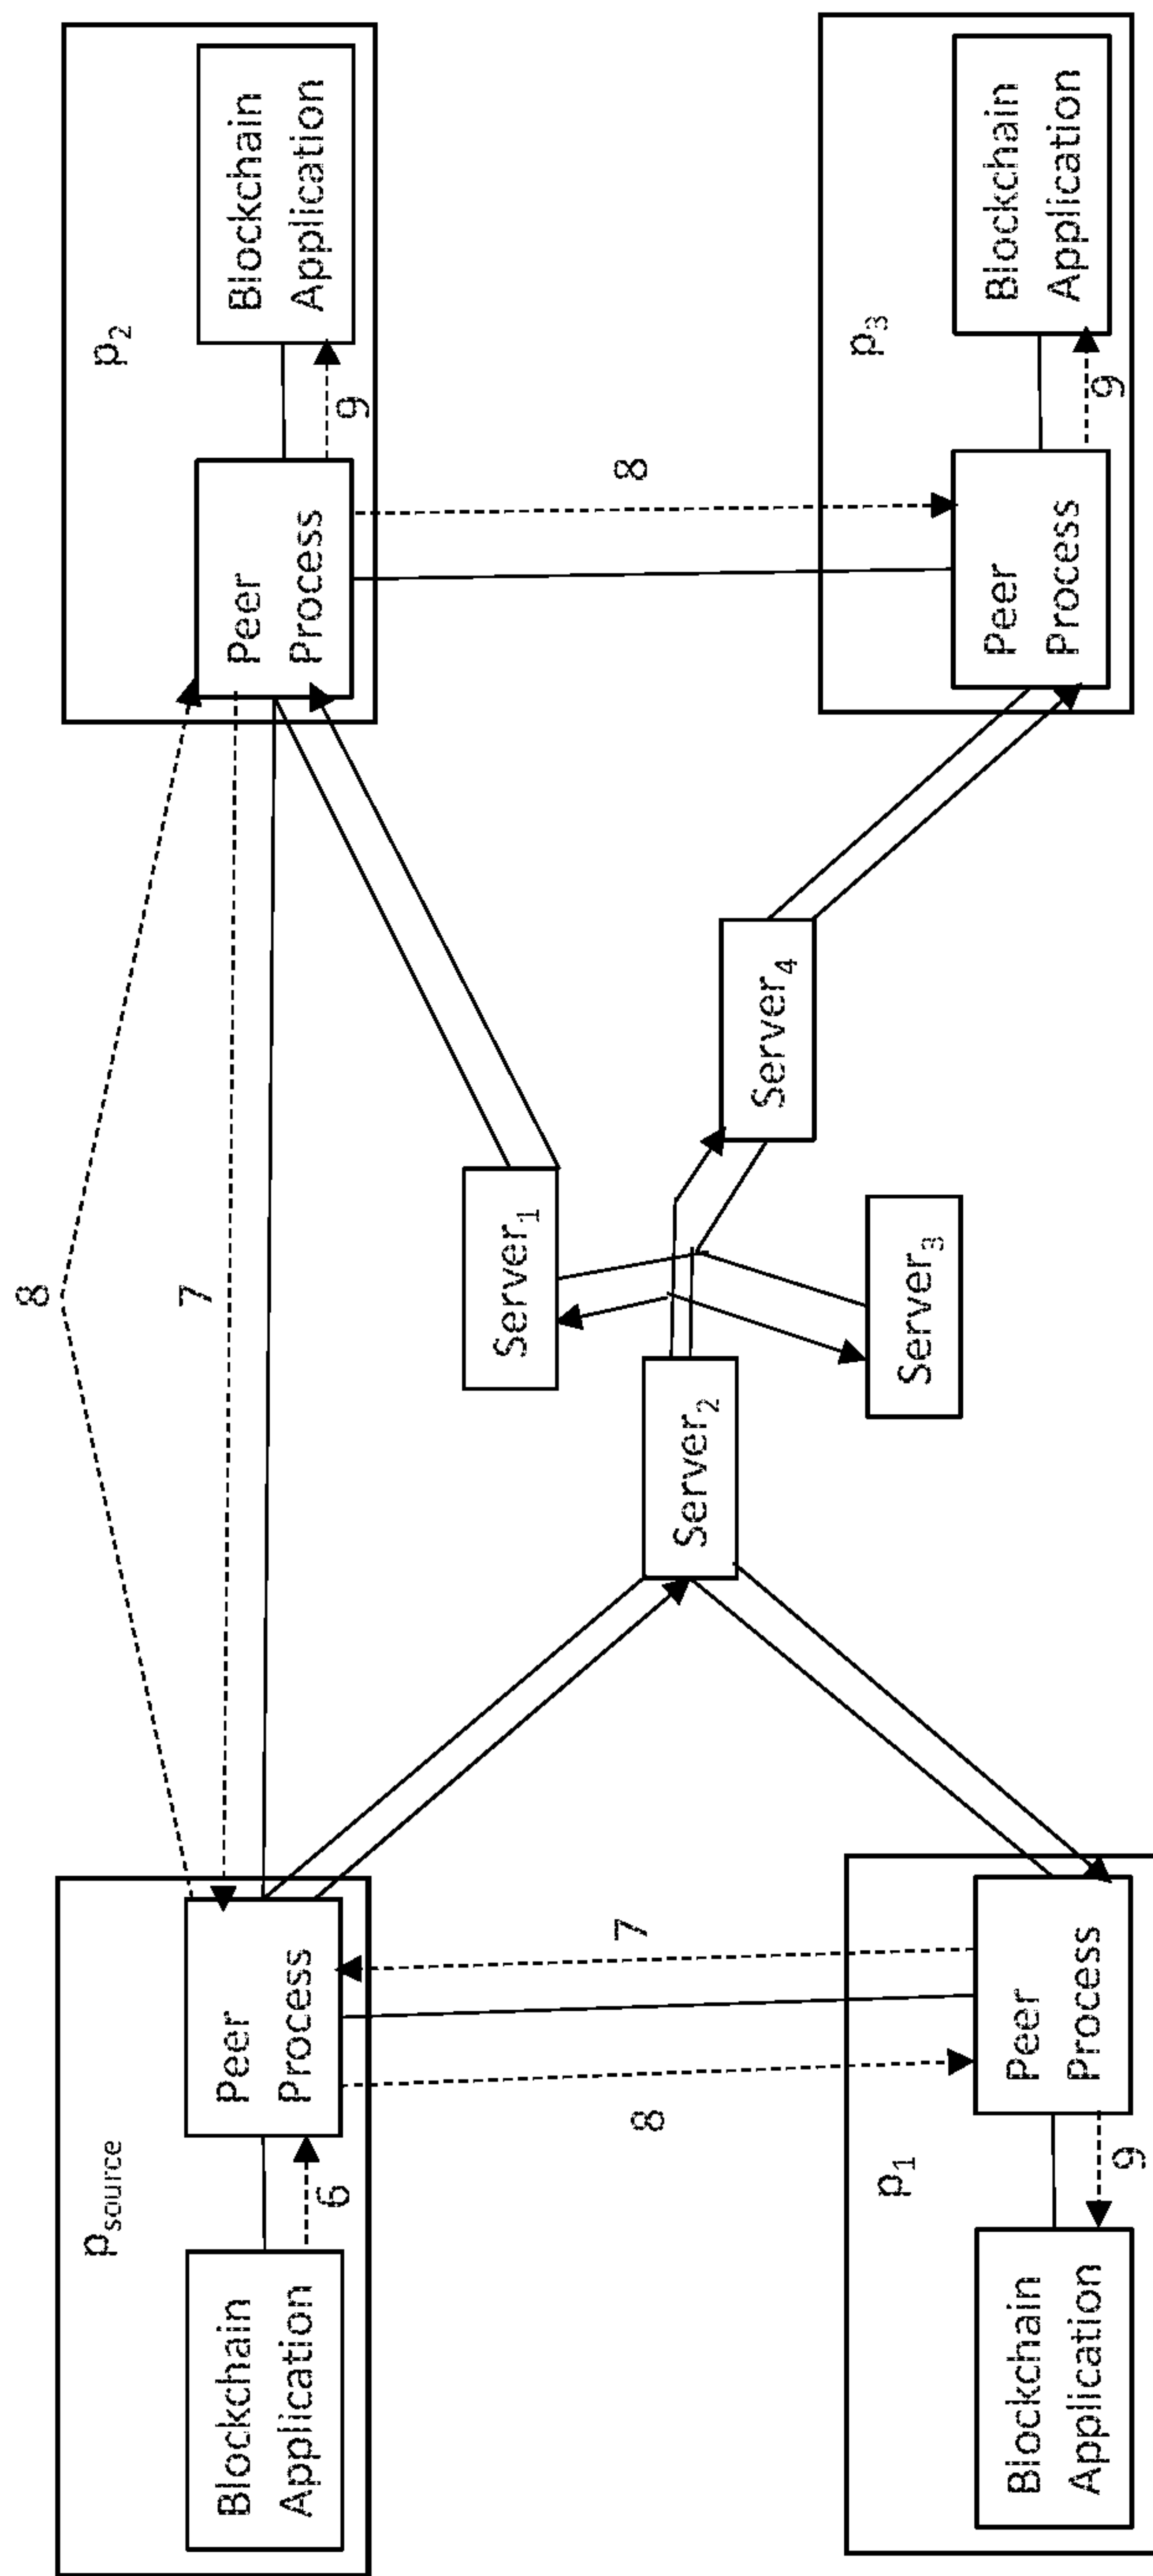 8
p₂
p_source
7
Blockchain
Application
6
Peer
Process
Peer
Process
9
Blockchain
Application
Server₁
8
7
8
Server₂
Server₄
Server₃
p₁
p₃
Blockchain
Application
9
Peer
Process
Peer
Process
9
Blockchain
Application